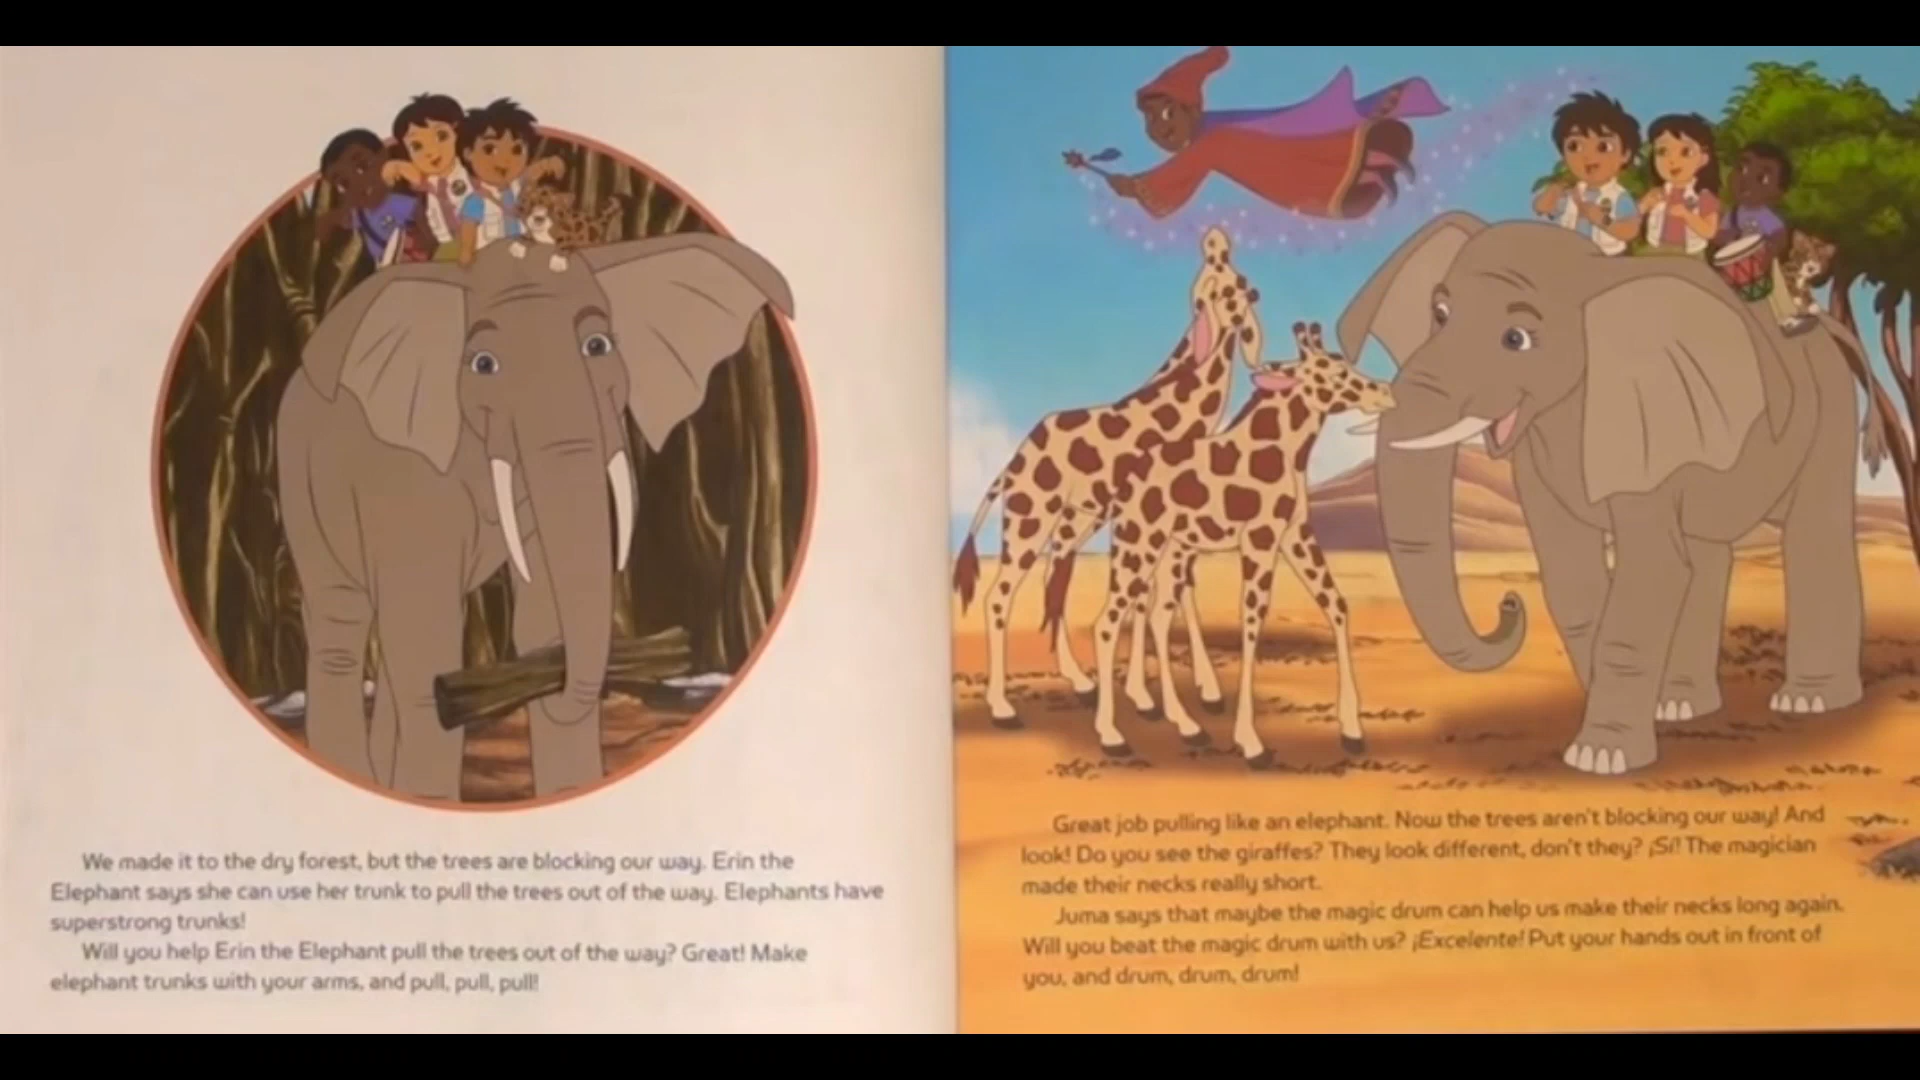 We made it to the dry forest, but the trees are blocking our way. Erin the
Elephant says she can use her trunk to pull the trees out of the way. Elephants have
superstrong trunks!
Will you help Erin the Elephant pull the trees out of the way? Great! Make
elephant trunks with your arms, and pull, pull, pull!
Great job pulling like an elephant. Now the trees aren't blocking our way! And
look! Do you see the giraffes? They look different, don't they? ¡Sí! The magician
made their necks really short.
Juma says that maybe the magic drum can help us make their necks long again.
Will you beat the magic drum with us? ¡Excelente! Put your hands out in front of
you, and drum, drum, drum!